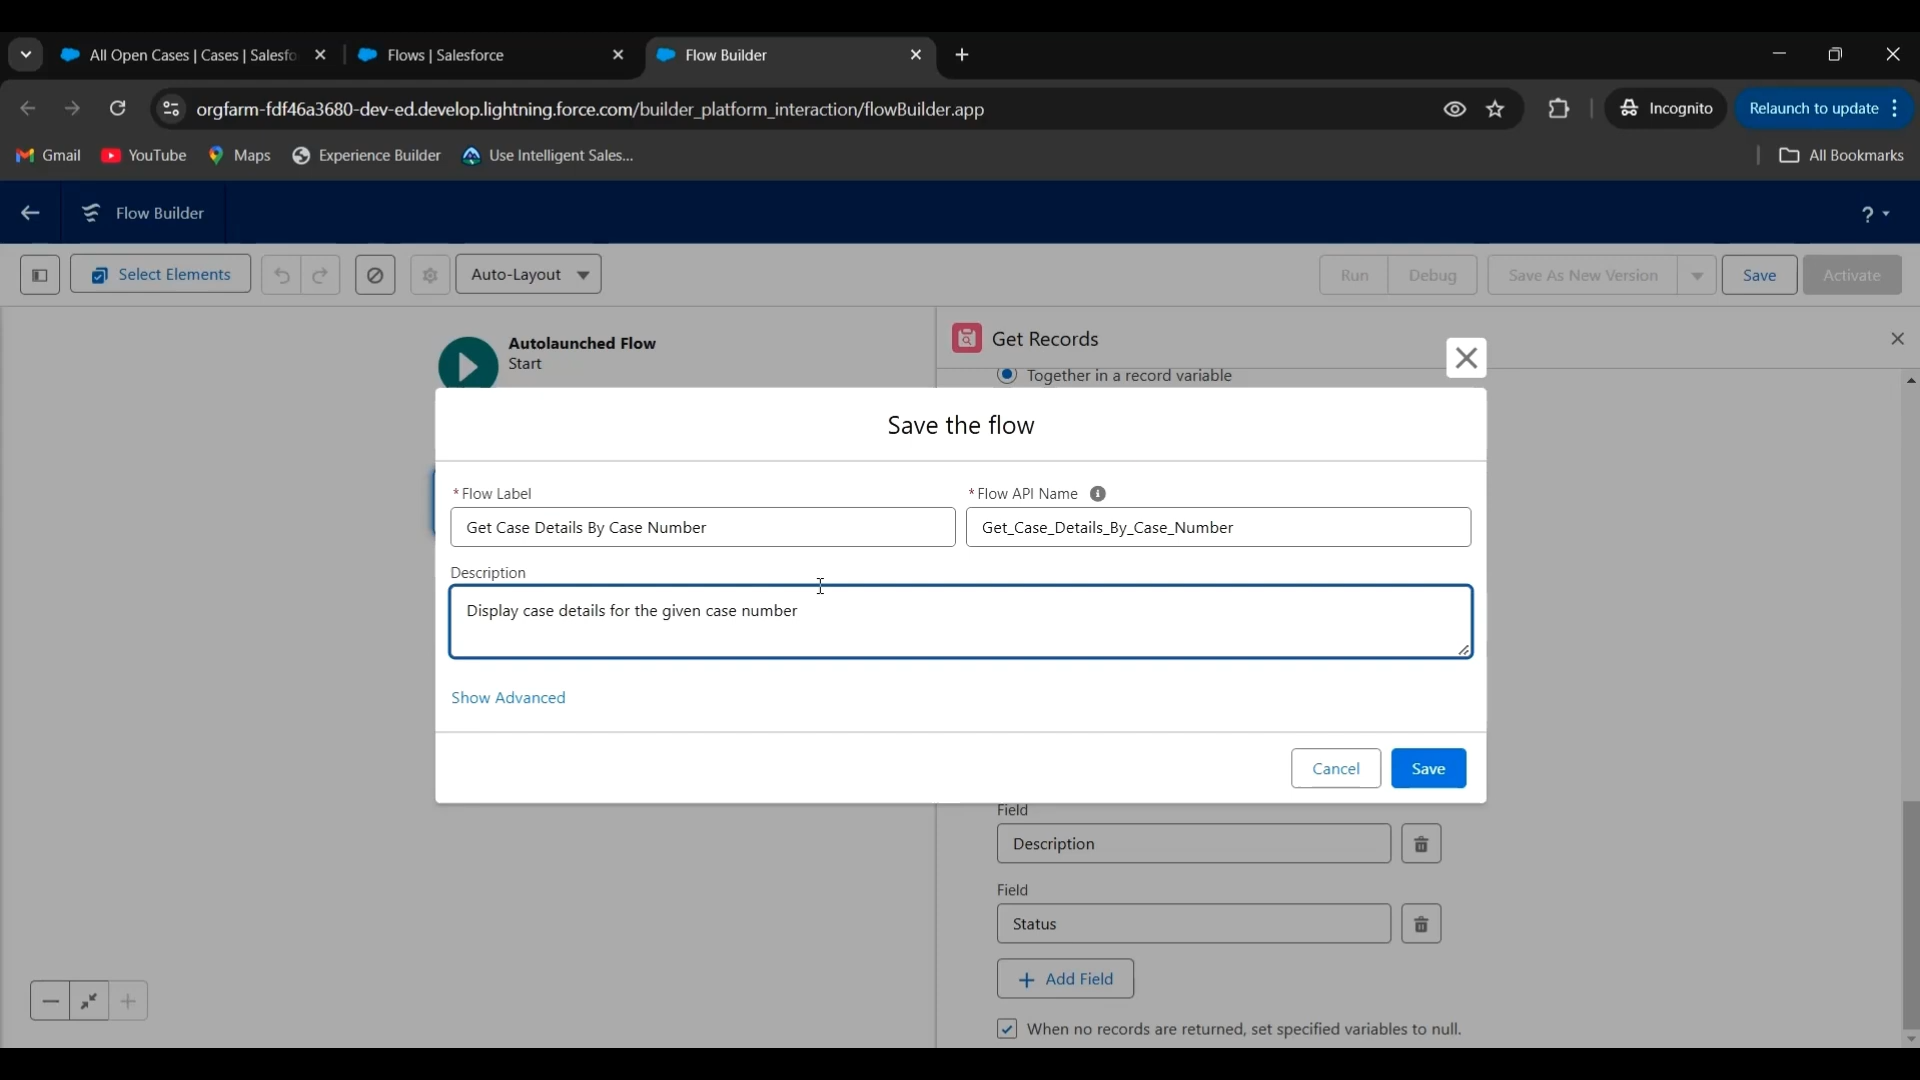 All Open Cases | Cases | Salesfo
Flows | Salesforce
Flow Builder
orgfarm-fdf46a3680-dev-ed.develop.lightning.force.com/builder_platform_interaction/flowBuilder.app
Incognito
Relaunch to update
Gmail
YouTube
Maps
Experience Builder
Use Intelligent Sales...
All Bookmarks
Flow Builder
?
Select Elements
Auto-Layout
Run
Debug
Save As New Version
Save
Activate
Autolaunched Flow
Start
Get Records
Together in a record variable
Save the flow
* Flow Label
* Flow API Name
Get Case Details By Case Number
Get_Case_Details_By_Case_Number
Description
Display case details for the given case number
Show Advanced
Cancel
Save
Field
Description
Field
Status
+ Add Field
When no records are returned, set specified variables to null.